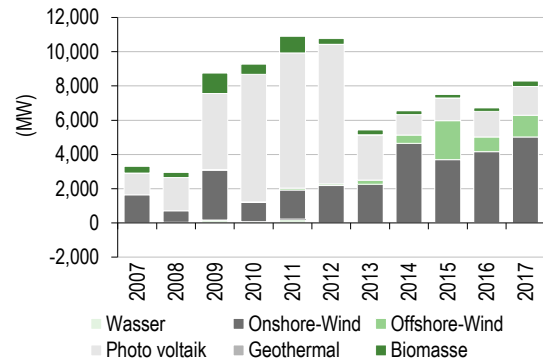 12,000
10,000
8,000
6,000
4,000
2,000
0
-2,000
(MW)
2007 2008 2009 2010 2011 2012 2013 2014 2015 2016 2017
Wasser Onshore-Wind Offshore-Wind
Photo voltaik Geothermal Biomasse